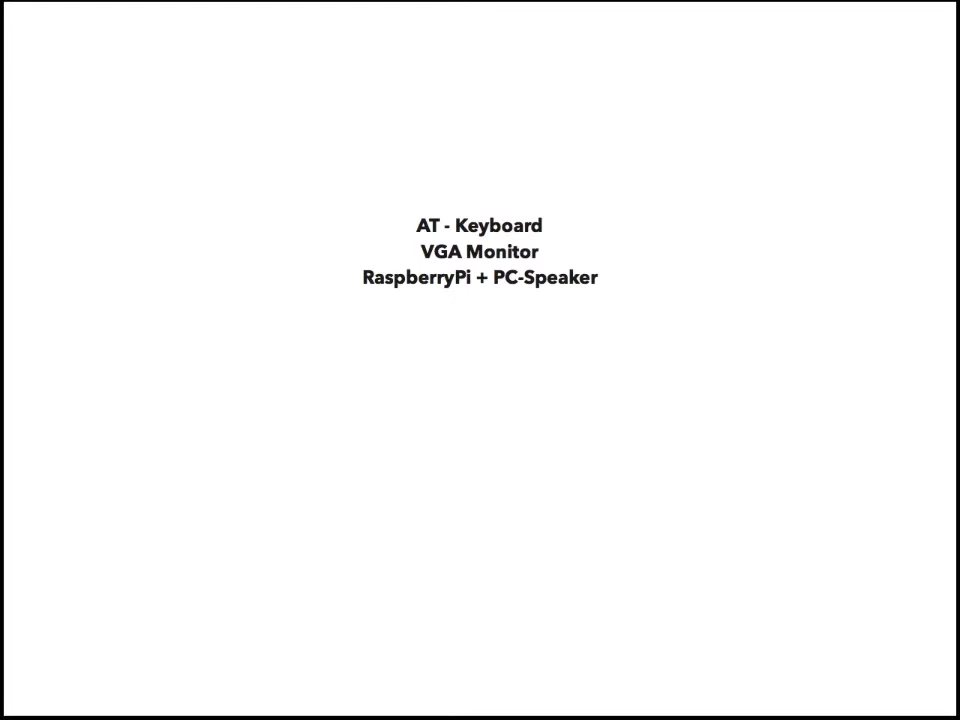 AT - Keyboard
VGA Monitor
RaspberryPi + PC-Speaker